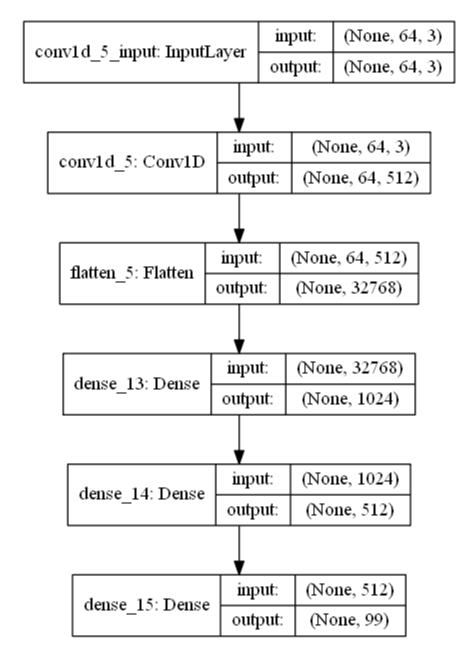 conv1d_5_input: InputLayer
input: (None, 64, 3)
output: (None, 64, 3)
conv1d_5: Conv1D
input: (None, 64, 3)
output: (None, 64, 512)
flatten_5: Flatten
input: (None, 64, 512)
output: (None, 32768)
dense_13: Dense
input: (None, 32768)
output: (None, 1024)
dense_14: Dense
input: (None, 1024)
output: (None, 512)
dense_15: Dense
input: (None, 512)
output: (None, 99)